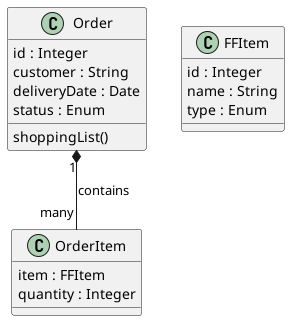 C Order
id : Integer
customer : String
deliveryDate : Date
status : Enum
shoppingList()
C FFItem
id : Integer
name : String
type : Enum
1
contains
many
C OrderItem
item : FFItem
quantity : Integer